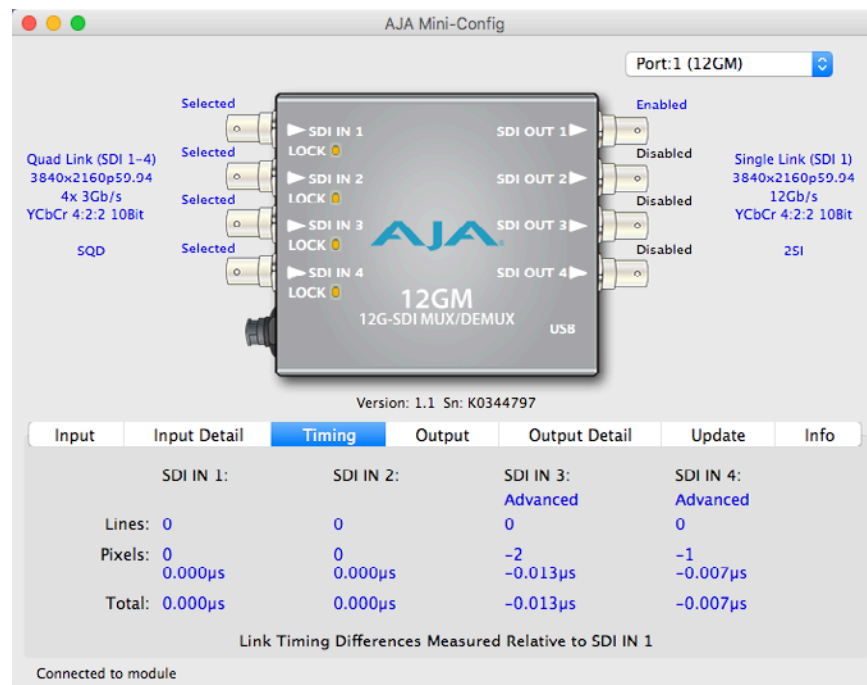 AJA Mini-Config
Port:1 (12GM)
Selected
Selected
Selected
Selected
Quad Link (SDI 1-4)
3840x2160p59.94
4x 3Gb/s
YCbCr 4:2:2 10Bit
SQD
SDI IN 1
LOCK
SDI IN 2
LOCK
SDI IN 3
LOCK
SDI IN 4
LOCK
SDI OUT 1
SDI OUT 2
SDI OUT 3
SDI OUT 4
AJA
12GM
12G-SDI MUX/DEMUX
USB
Enabled
Disabled
Disabled
Disabled
Single Link (SDI 1)
3840x2160p59.94
12Gb/s
YCbCr 4:2:2 10Bit
2SI
Version: 1.1 Sn: K0344797
Input Input Detail Timing Output Output Detail Update Info
SDI IN 1: SDI IN 2: SDI IN 3: SDI IN 4:
Advanced Advanced
Lines: 0 0 0 0
Pixels: 0 0 -2 -1
0.000µs 0.000µs -0.013µs -0.007µs
Total: 0.000µs 0.000µs -0.013µs -0.007µs
Link Timing Differences Measured Relative to SDI IN 1
Connected to module